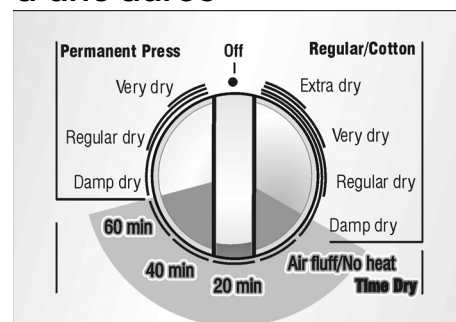 Permanent Press
Off
Regular/Cotton
Very dry
Extra dry
Regular dry
Very dry
Damp dry
Regular dry
60 min
Damp dry
40 min
20 min
Air fluff/No heat
Time Dry